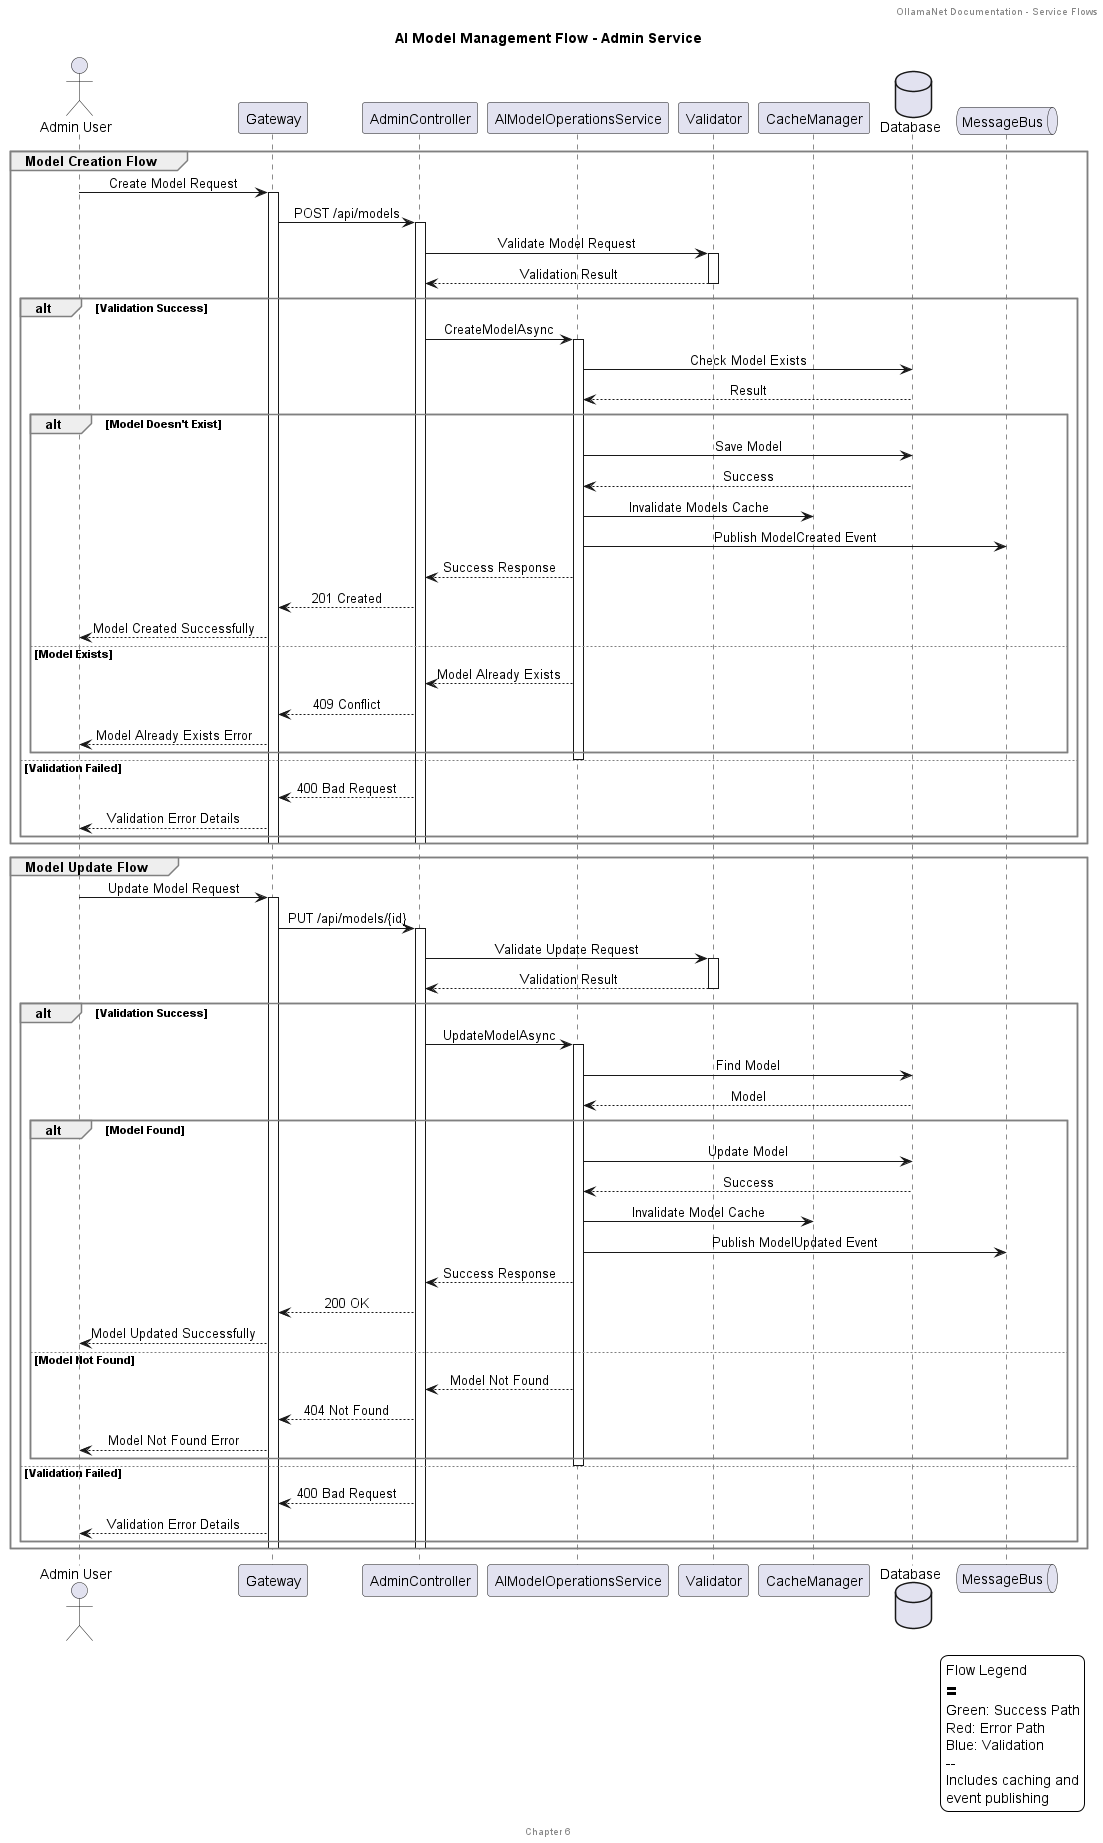 OllamaNet Documentation - Service Flows
AI Model Management Flow - Admin Service
Admin User
Gateway
AdminController
AIModelOperationsService
Validator
CacheManager
Database
MessageBus
Model Creation Flow
Create Model Request
POST /api/models
Validate Model Request
Validation Result
alt [Validation Success]
CreateModelAsync
Check Model Exists
Result
alt [Model Doesn't Exist]
Save Model
Success
Invalidate Models Cache
Publish ModelCreated Event
Success Response
201 Created
Model Created Successfully
[Model Exists]
Model Already Exists
409 Conflict
Model Already Exists Error
[Validation Failed]
400 Bad Request
Validation Error Details
Model Update Flow
Update Model Request
PUT /api/models/{id}
Validate Update Request
Validation Result
alt [Validation Success]
UpdateModelAsync
Find Model
Model
alt [Model Found]
Update Model
Success
Invalidate Model Cache
Publish ModelUpdated Event
Success Response
200 OK
Model Updated Successfully
[Model Not Found]
Model Not Found
404 Not Found
Model Not Found Error
[Validation Failed]
400 Bad Request
Validation Error Details
Admin User
Gateway
AdminController
AIModelOperationsService
Validator
CacheManager
Database
MessageBus
Flow Legend
=
Green: Success Path
Red: Error Path
Blue: Validation
--
Includes caching and
event publishing
Chapter 6